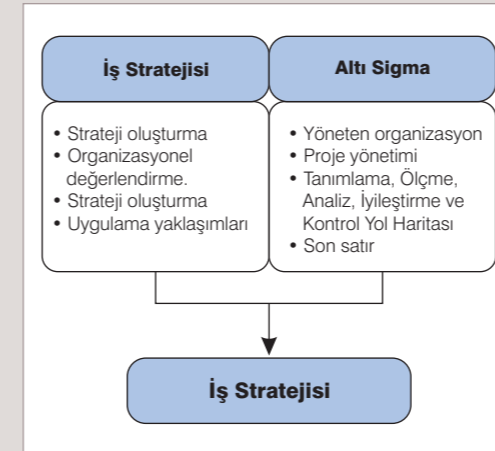 İş Stratejisi
• Strateji oluşturma
• Organizasyonel
değerlendirme.
• Strateji oluşturma
• Uygulama yaklaşımları
Altı Sigma
• Yöneten organizasyon
• Proje yönetimi
• Tanımlama, Ölçme,
Analiz, İyileştirme ve
Kontrol Yol Haritası
• Son satır
İş Stratejisi